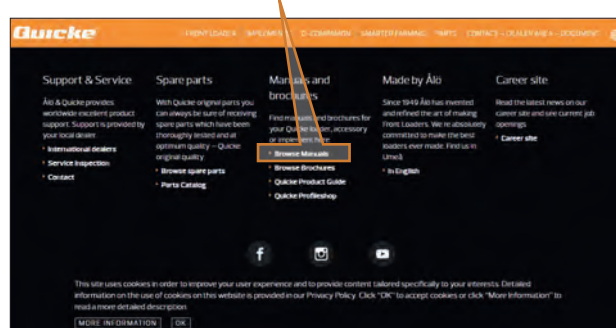 Quicke
FRONT LOADER IMPLEMENTS Q-COMPANION SMARTER FARMING PARTS CONTACT – DEALER AREA – DOCUMENT
Support & Service
Ålö & Quicke provides
worldwide excellent product
support. Support is provided by
your local dealer.
International dealers
Service Inspection
Contact
Spare parts
With Quicke original parts you
can always be sure of receiving
spare parts which have been
thoroughly tested and at
optimum quality – Quicke
original quality
Browse spare parts
Parts Catalog
Manuals and
brochures
Find manuals and brochures for
your Quicke loader, accessory
or implement here
Browse Manuals
Browse Brochures
Quicke Product Guide
Quicke Profileshop
Made by Ålö
Since 1949 Ålö has invented
and refined the art of making
Front Loaders. We're absolutely
committed to make the best
loaders ever made. Find us in
Umeå
In English
Career site
Read the latest news on our
career site and see current job
openings
Career site
This site uses cookies in order to improve your user experience and to provide content tailored specifically to your interests. Detailed
information on the use of cookies on this website is provided in our Privacy Policy. Click "OK" to accept cookies or click "More Information" to
read a more detailed description
MORE INFORMATION OK